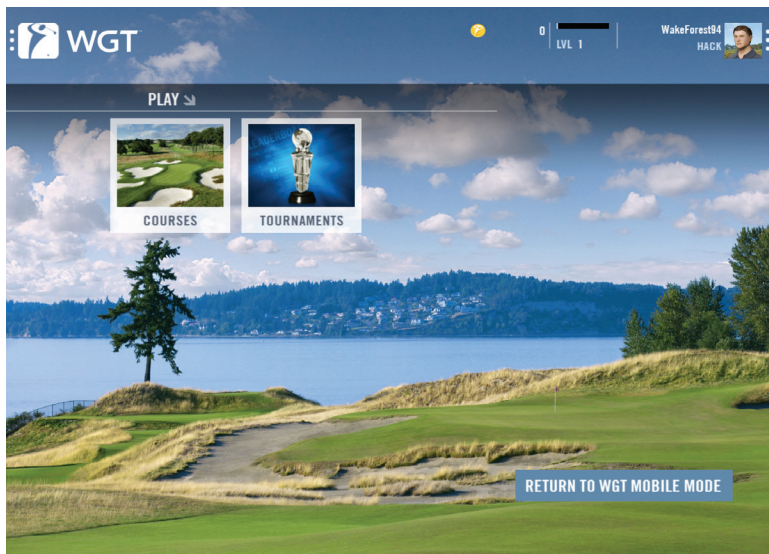 WGT
0
LVL 1
WakeForest94
HACK
PLAY
COURSES
TOURNAMENTS
RETURN TO WGT MOBILE MODE